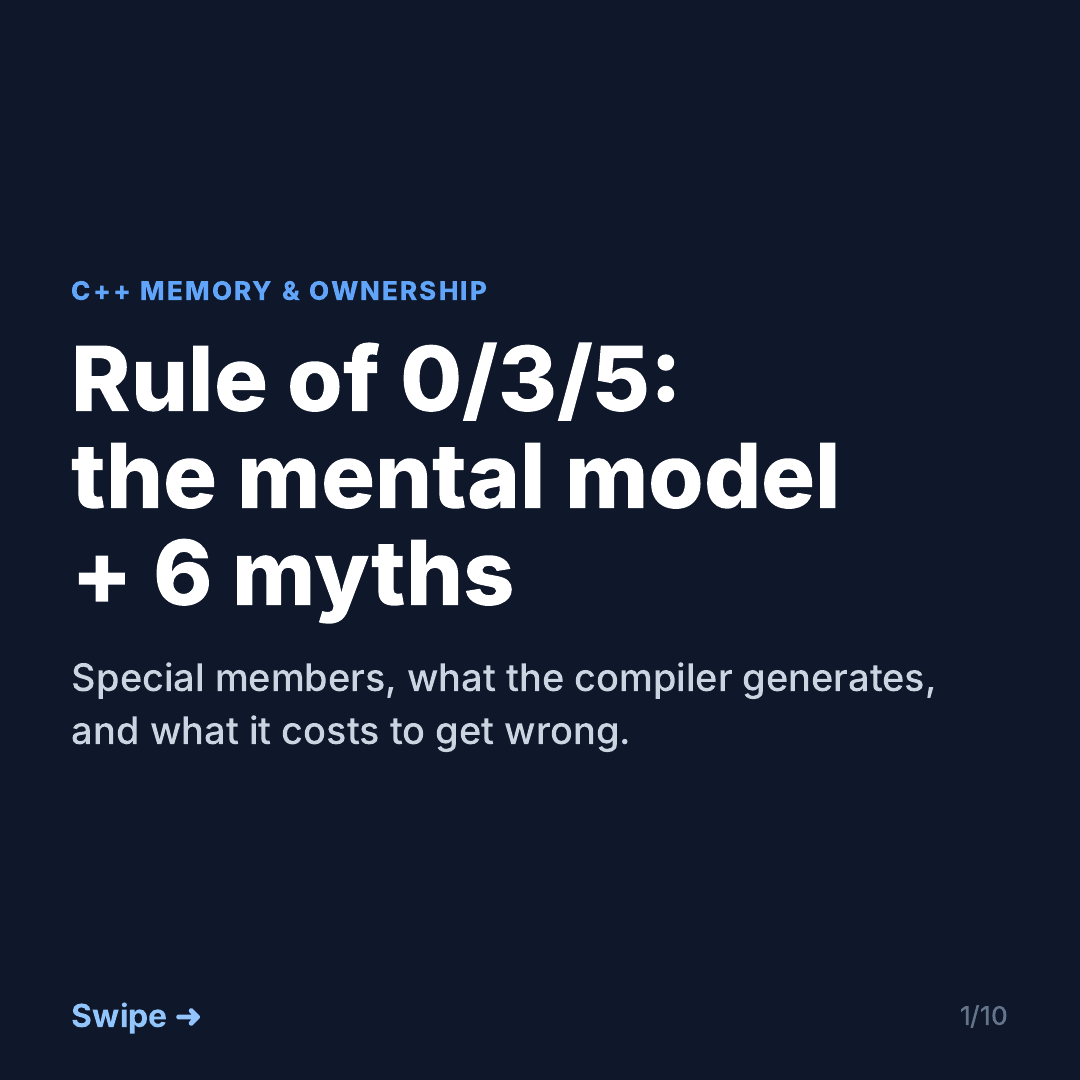 C++ MEMORY & OWNERSHIP
Rule of 0/3/5:
the mental model
+ 6 myths
Special members, what the compiler generates,
and what it costs to get wrong.
Swipe ➜
1/10